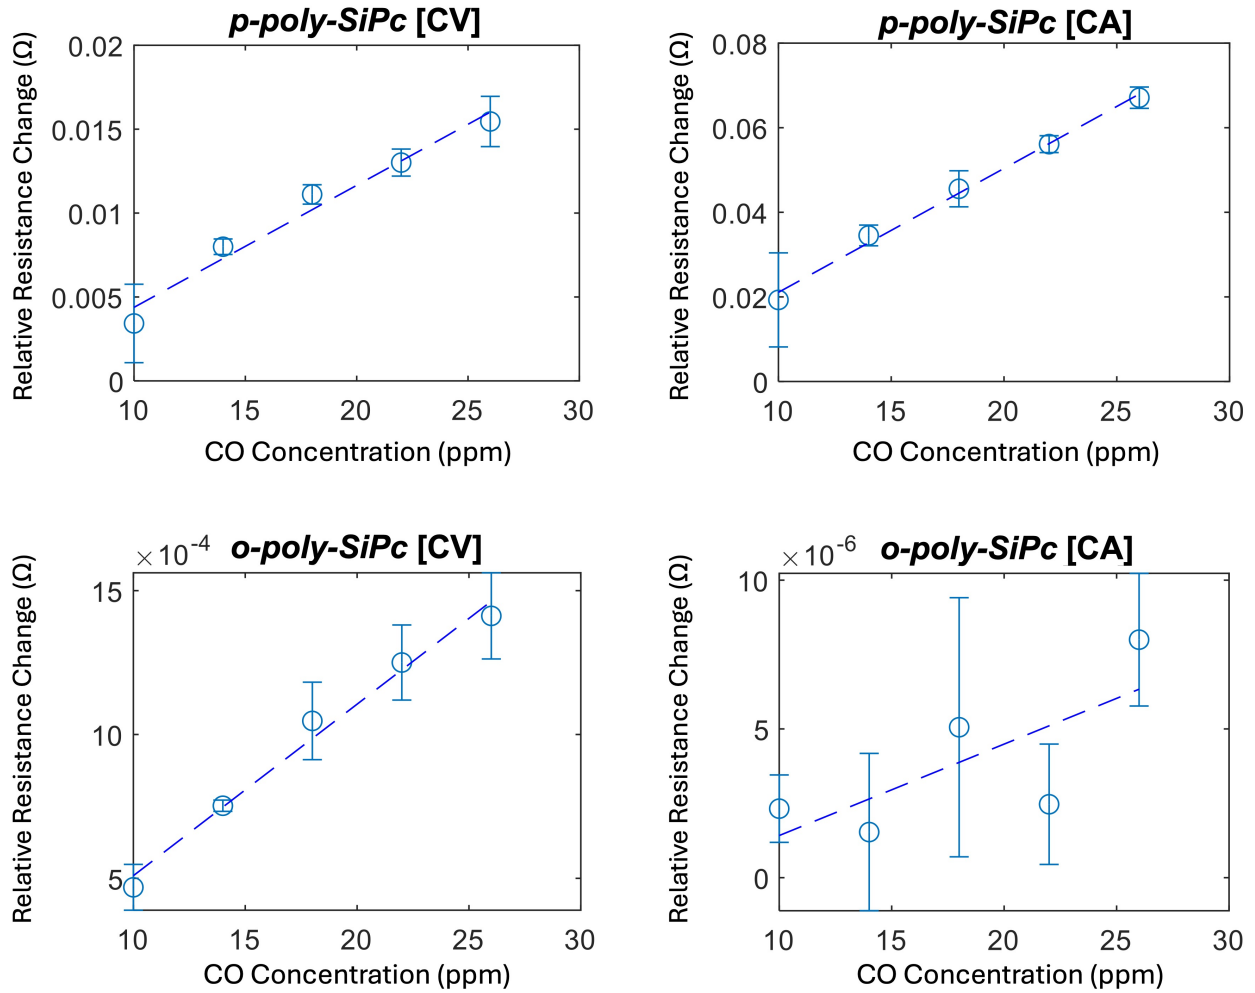 p-poly-SiPc [CV]
Relative Resistance Change (Ω)
0.02
0.015
0.01
0.005
0
10 15 20 25 30
CO Concentration (ppm)
p-poly-SiPc [CA]
Relative Resistance Change (Ω)
0.08
0.06
0.04
0.02
0
10 15 20 25 30
CO Concentration (ppm)
×10-4 o-poly-SiPc [CV]
Relative Resistance Change (Ω)
15
10
5
10 15 20 25 30
CO Concentration (ppm)
×10-6 o-poly-SiPc [CA]
Relative Resistance Change (Ω)
10
5
0
10 15 20 25 30
CO Concentration (ppm)